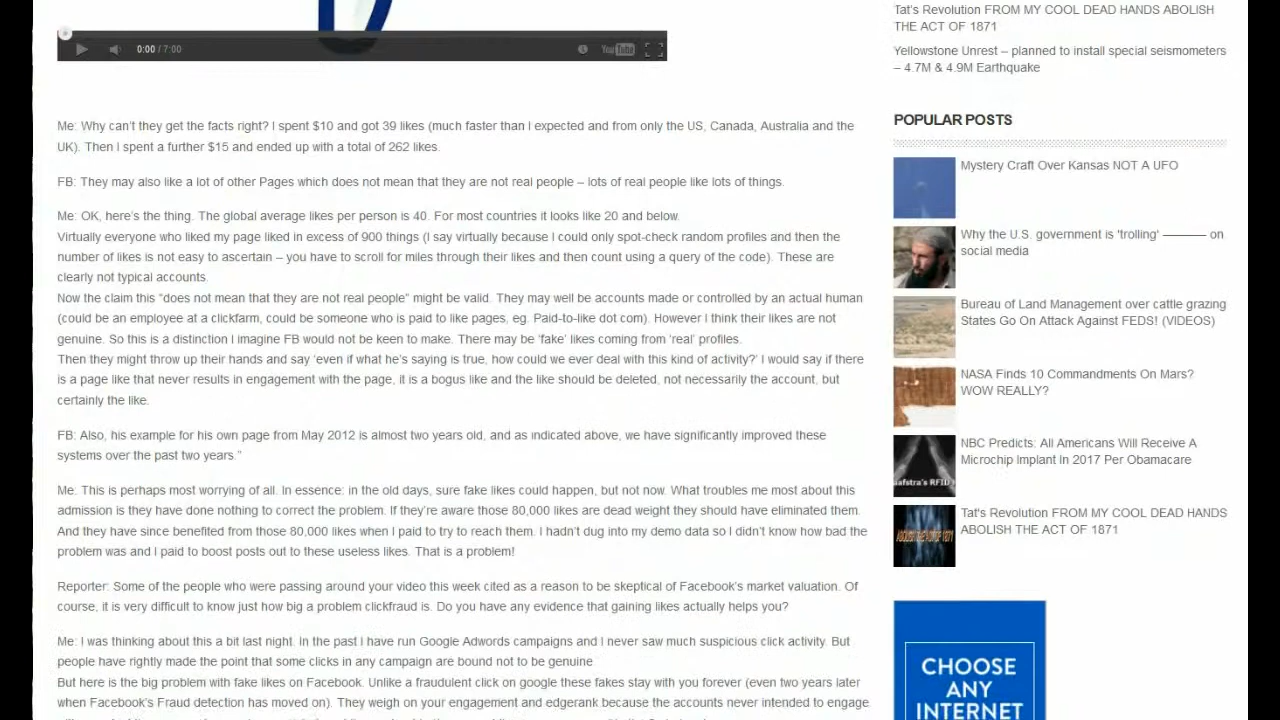 0:00 / 7:00
YouTube
Me: Why can't they get the facts right? I spent $10 and got 39 likes (much faster than I expected and from only the US, Canada, Australia and the
UK). Then I spent a further $15 and ended up with a total of 262 likes.
FB: They may also like a lot of other Pages which does not mean that they are not real people – lots of real people like lots of things.
Me: OK, here's the thing. The global average likes per person is 40. For most countries it looks like 20 and below.
Virtually everyone who liked my page liked in excess of 900 things (I say virtually because I could only spot-check random profiles and then the
number of likes is not easy to ascertain – you have to scroll for miles through their likes and then count using a query of the code). These are
clearly not typical accounts.
Now the claim this "does not mean that they are not real people" might be valid. They may well be accounts made or controlled by an actual human
(could be an employee at a clickfarm, could be someone who is paid to like pages, eg. Paid-to-like dot com). However I think their likes are not
genuine. So this is a distinction I imagine FB would not be keen to make. There may be 'fake' likes coming from 'real' profiles.
Then they might throw up their hands and say 'even if what he's saying is true, how could we ever deal with this kind of activity?' I would say if there
is a page like that never results in engagement with the page, it is a bogus like and the like should be deleted, not necessarily the account, but
certainly the like.
FB: Also, his example for his own page from May 2012 is almost two years old, and as indicated above, we have significantly improved these
systems over the past two years."
Me: This is perhaps most worrying of all. In essence: in the old days, sure fake likes could happen, but not now. What troubles me most about this
admission is they have done nothing to correct the problem. If they're aware those 80,000 likes are dead weight they should have eliminated them.
And they have since benefited from those 80,000 likes when I paid to try to reach them. I hadn't dug into my demo data so I didn't know how bad the
problem was and I paid to boost posts out to these useless likes. That is a problem!
Reporter: Some of the people who were passing around your video this week cited as a reason to be skeptical of Facebook's market valuation. Of
course, it is very difficult to know just how big a problem clickfraud is. Do you have any evidence that gaining likes actually helps you?
Me: I was thinking about this a bit last night. In the past I have run Google Adwords campaigns and I never saw much suspicious click activity. But
people have rightly made the point that some clicks in any campaign are bound not to be genuine
But here is the big problem with fake likes on Facebook. Unlike a fraudulent click on google these fakes stay with you forever (even two years later
when Facebook's Fraud detection has moved on). They weigh on your engagement and edgerank because the accounts never intended to engage
Tat's Revolution FROM MY COOL DEAD HANDS ABOLISH
THE ACT OF 1871
Yellowstone Unrest – planned to install special seismometers
– 4.7M & 4.9M Earthquake
POPULAR POSTS
Mystery Craft Over Kansas NOT A UFO
Why the U.S. government is 'trolling' ———— on
social media
Bureau of Land Management over cattle grazing
States Go On Attack Against FEDS! (VIDEOS)
NASA Finds 10 Commandments On Mars?
WOW REALLY?
NBC Predicts: All Americans Will Receive A
Microchip Implant In 2017 Per Obamacare
aafstra's RFID
Tat's Revolution FROM MY COOL DEAD HANDS
ABOLISH THE ACT OF 1871
CHOOSE
ANY
INTERNET